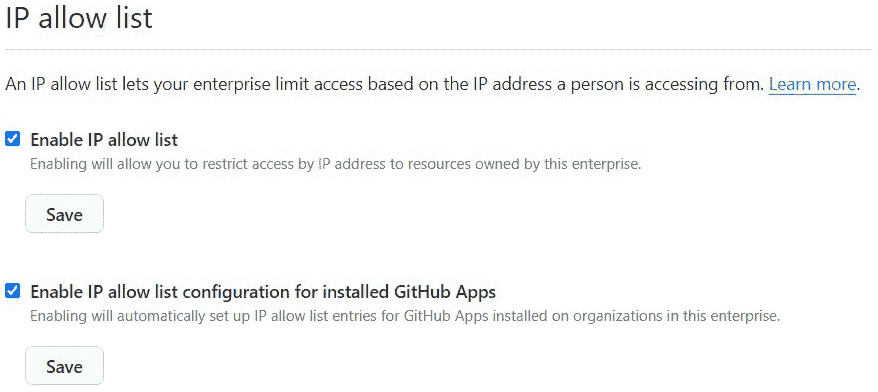 IP allow list
An IP allow list lets your enterprise limit access based on the IP address a person is accessing from. Learn more.
Enable IP allow list
Enabling will allow you to restrict access by IP address to resources owned by this enterprise.
Save
Enable IP allow list configuration for installed GitHub Apps
Enabling will automatically set up IP allow list entries for GitHub Apps installed on organizations in this enterprise.
Save